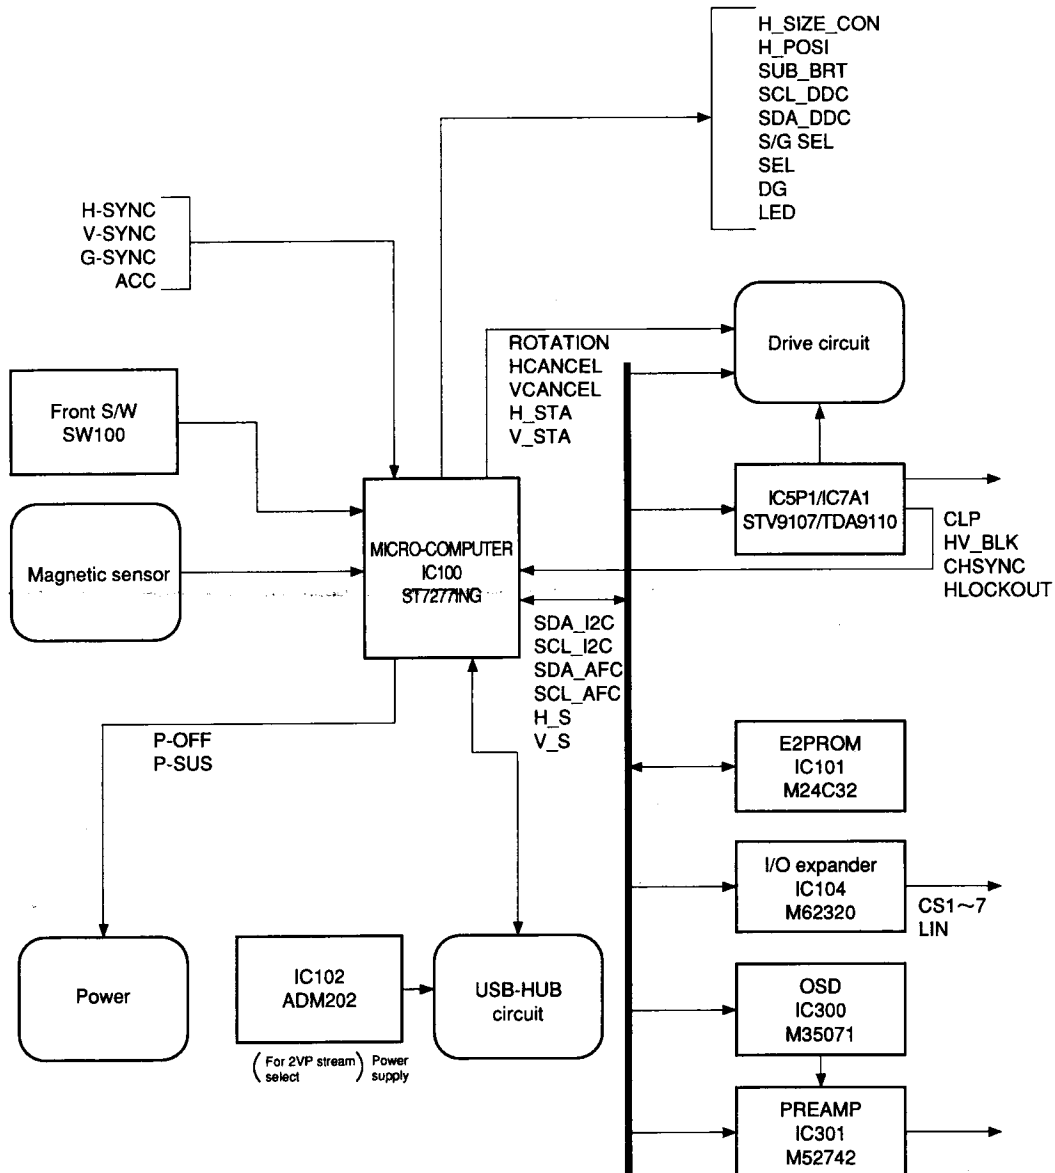 H_SIZE_CON
H_POSI
SUB_BRT
SCL_DDC
SDA_DDC
S/G SEL
SEL
DG
LED
H-SYNC
V-SYNC
G-SYNC
ACC
ROTATION
HCANCEL
VCANCEL
H_STA
V_STA
Drive circuit
Front S/W
SW100
IC5P1/IC7A1
STV9107/TDA9110
CLP
HV_BLK
CHSYNC
HLOCKOUT
Magnetic sensor
MICRO-COMPUTER
IC100
ST7277ING
SDA_I2C
SCL_I2C
SDA_AFC
SCL_AFC
H_S
V_S
P-OFF
P-SUS
E2PROM
IC101
M24C32
I/O expander
IC104
M62320
CS1~7
LIN
Power
IC102
ADM202
(For 2VP stream select) Power
supply
USB-HUB
circuit
OSD
IC300
M35071
PREAMP
IC301
M52742